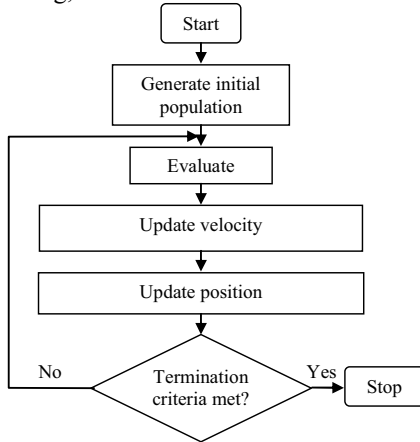 Start
Generate initial
population
Evaluate
Update velocity
Update position
No
Termination
criteria met?
Yes
Stop